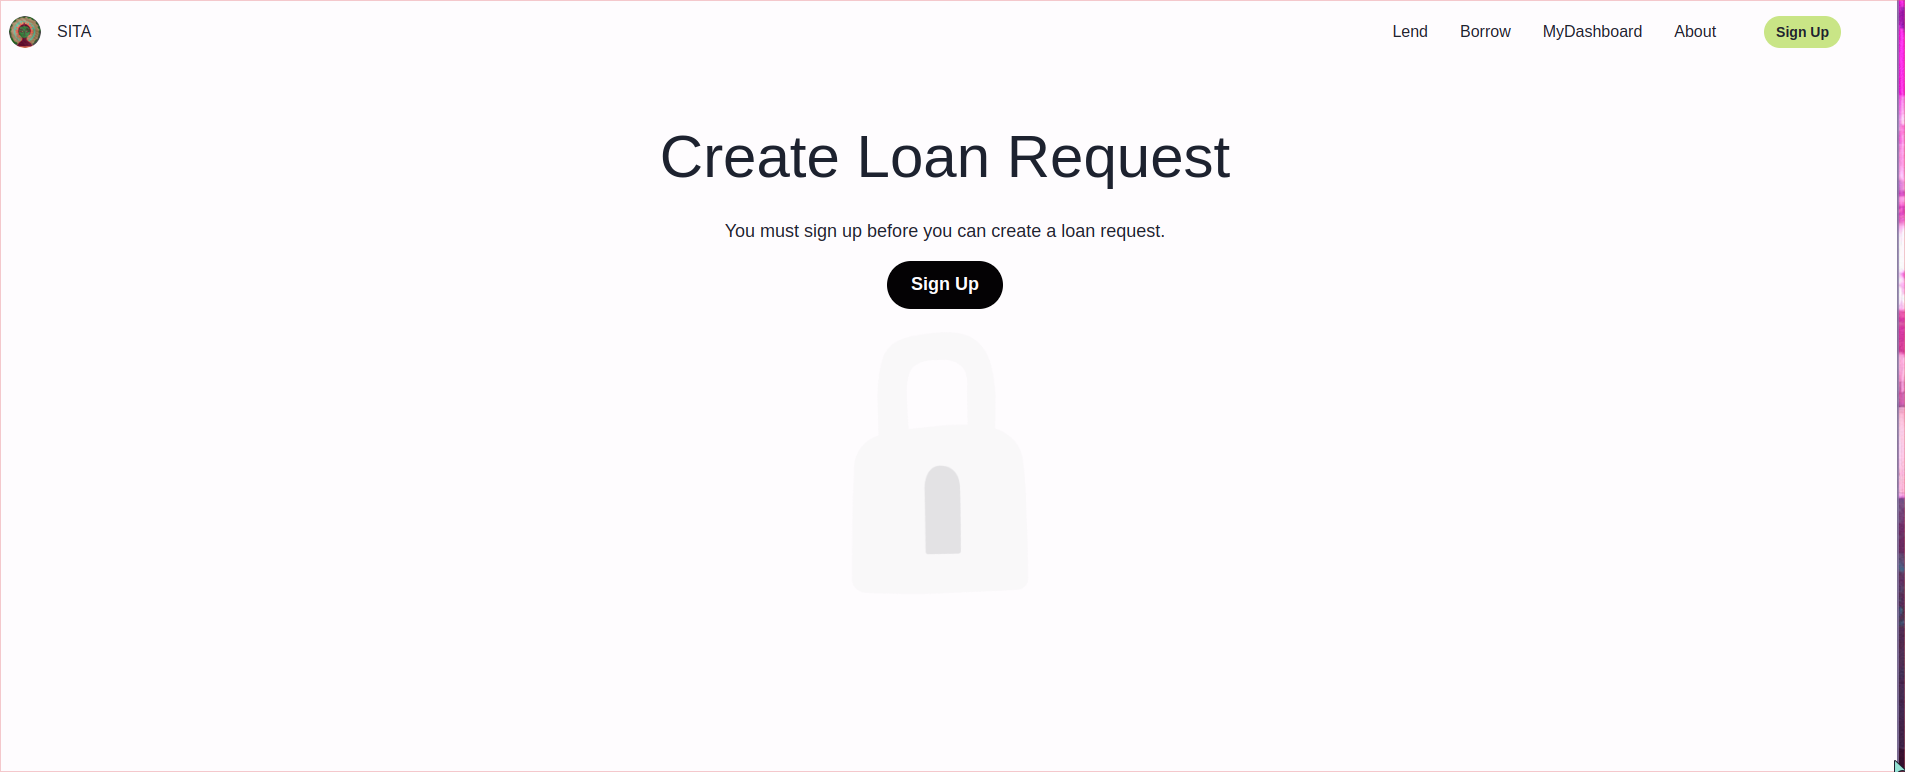 SITA
Lend Borrow MyDashboard About Sign Up
Create Loan Request
You must sign up before you can create a loan request.
Sign Up